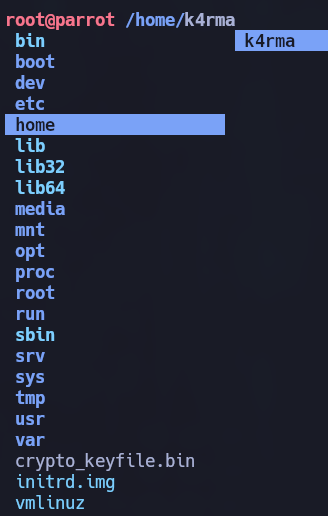 root@parrot /home/k4rma
bin
boot
dev
etc
home
lib
lib32
lib64
media
mnt
opt
proc
root
run
sbin
srv
sys
tmp
usr
var
crypto_keyfile.bin
initrd.img
vmlinuz
k4rma